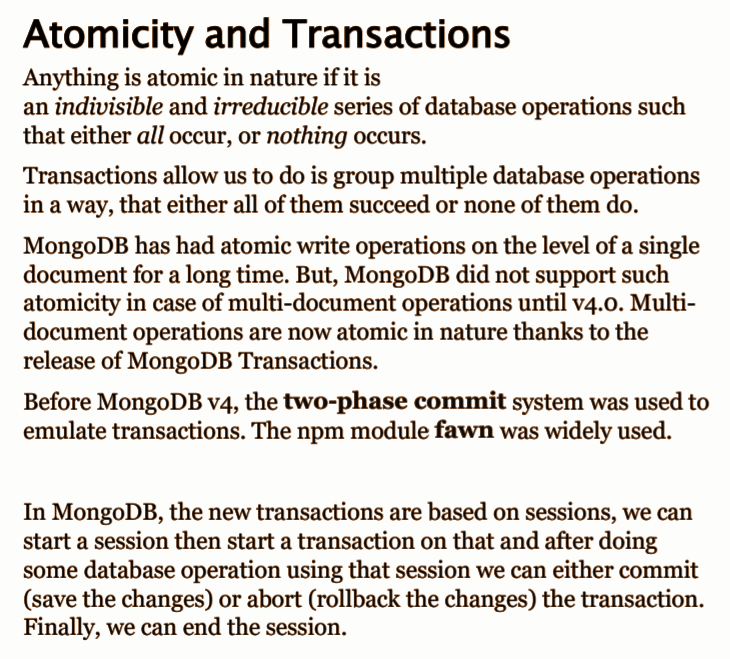 Atomicity and Transactions
Anything is atomic in nature if it is
an indivisible and irreducible series of database operations such
that either all occur, or nothing occurs.
Transactions allow us to do is group multiple database operations
in a way, that either all of them succeed or none of them do.
MongoDB has had atomic write operations on the level of a single
document for a long time. But, MongoDB did not support such
atomicity in case of multi-document operations until v4.0. Multi-
document operations are now atomic in nature thanks to the
release of MongoDB Transactions.
Before MongoDB v4, the two-phase commit system was used to
emulate transactions. The npm module fawn was widely used.
In MongoDB, the new transactions are based on sessions, we can
start a session then start a transaction on that and after doing
some database operation using that session we can either commit
(save the changes) or abort (rollback the changes) the transaction.
Finally, we can end the session.